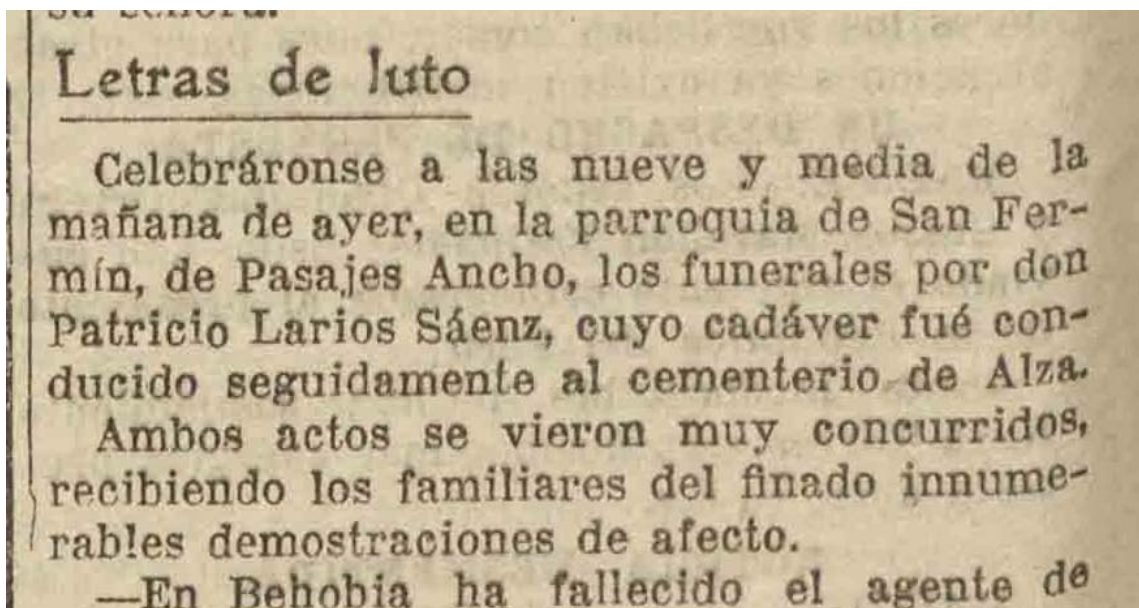 su señora.
Letras de luto
Celebráronse a las nueve y media de la
mañana de ayer, en la parroquia de San Fer-
mín, de Pasajes Ancho, los funerales por don
Patricio Larios Sáenz, cuyo cadáver fué con-
ducido seguidamente al cementerio de Alza.
Ambos actos se vieron muy concurridos,
recibiendo los familiares del finado innume-
rables demostraciones de afecto.
—En Behobia ha fallecido el agente de